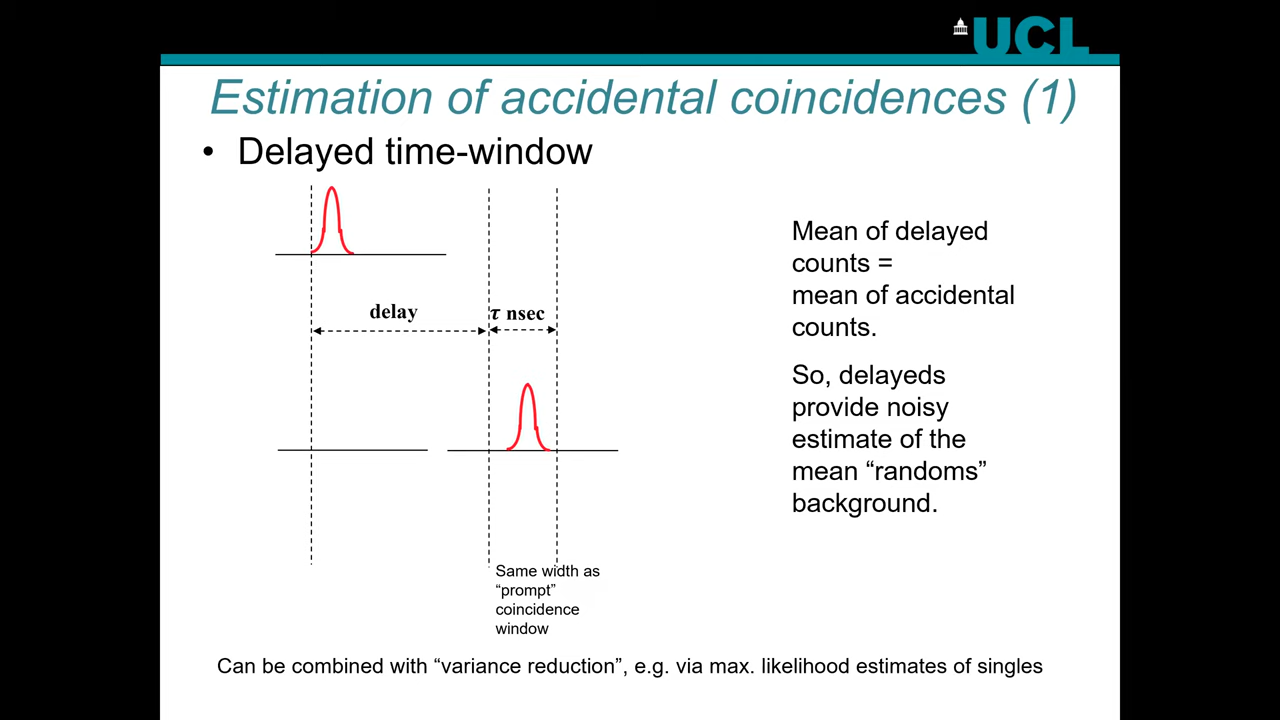 UCL
Estimation of accidental coincidences (1)
• Delayed time-window
delay
τ nsec
Mean of delayed
counts =
mean of accidental
counts.
So, delayeds
provide noisy
estimate of the
mean “randoms”
background.
Same width as
“prompt”
coincidence
window
Can be combined with “variance reduction”, e.g. via max. likelihood estimates of singles